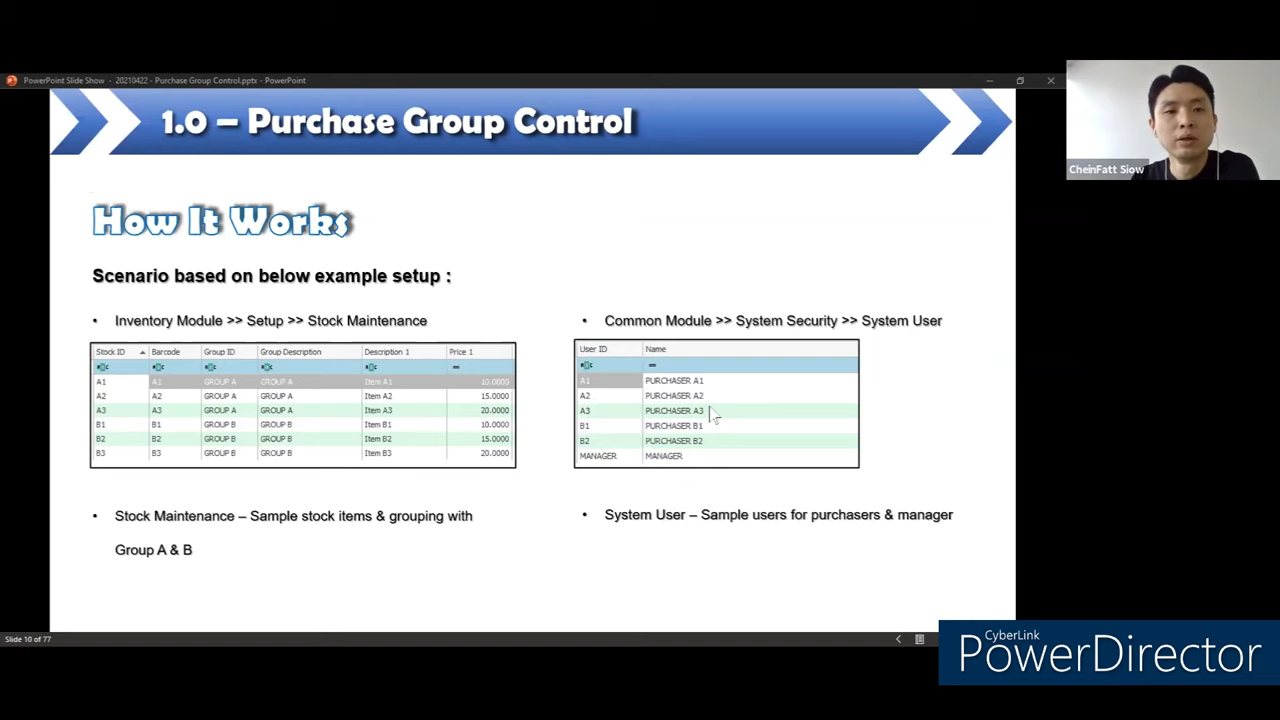 PowerPoint Slide Show - 20210422 - Purchase Group Control.pptx - PowerPoint
1.0 – Purchase Group Control
CheinFatt Siow
How It Works
Scenario based on below example setup :
• Inventory Module >> Setup >> Stock Maintenance
Stock ID Barcode Group ID Group Description Description 1 Price 1
A1 A1 GROUP A GROUP A Item A1 10.0000
A2 A2 GROUP A GROUP A Item A2 15.0000
A3 A3 GROUP A GROUP A Item A3 20.0000
B1 B1 GROUP B GROUP B Item B1 10.0000
B2 B2 GROUP B GROUP B Item B2 15.0000
B3 B3 GROUP B GROUP B Item B3 20.0000
• Stock Maintenance – Sample stock items & grouping with
Group A & B
• Common Module >> System Security >> System User
User ID Name
=
A1 PURCHASER A1
A2 PURCHASER A2
A3 PURCHASER A3
B1 PURCHASER B1
B2 PURCHASER B2
MANAGER MANAGER
• System User – Sample users for purchasers & manager
Slide 10 of 77
CyberLink
PowerDirector